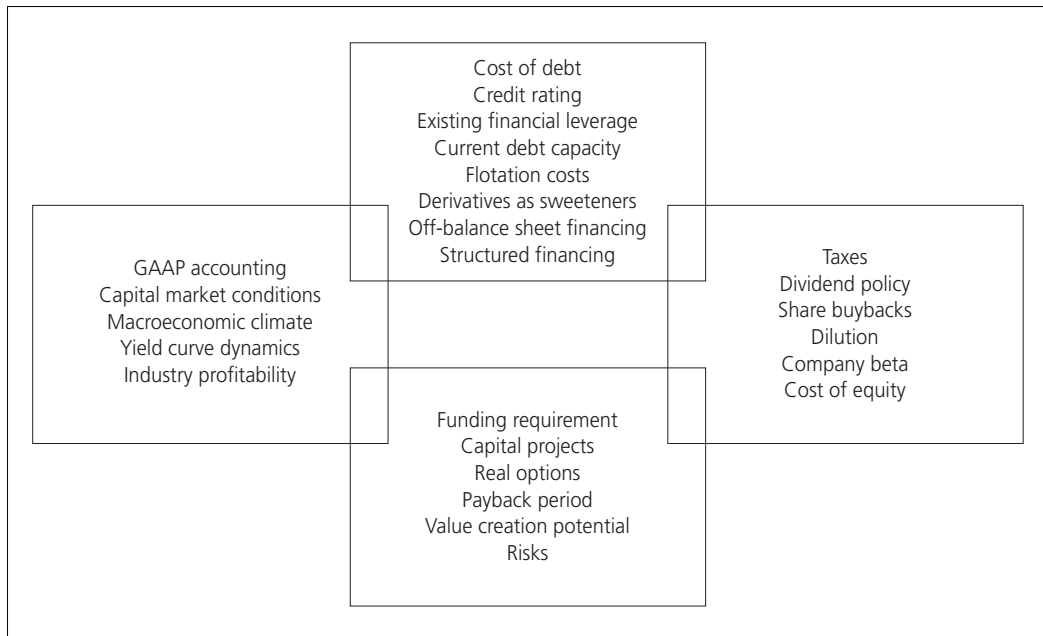 Cost of debt
Credit rating
Existing financial leverage
Current debt capacity
Flotation costs
Derivatives as sweeteners
Off-balance sheet financing
Structured financing
GAAP accounting
Capital market conditions
Macroeconomic climate
Yield curve dynamics
Industry profitability
Taxes
Dividend policy
Share buybacks
Dilution
Company beta
Cost of equity
Funding requirement
Capital projects
Real options
Payback period
Value creation potential
Risks